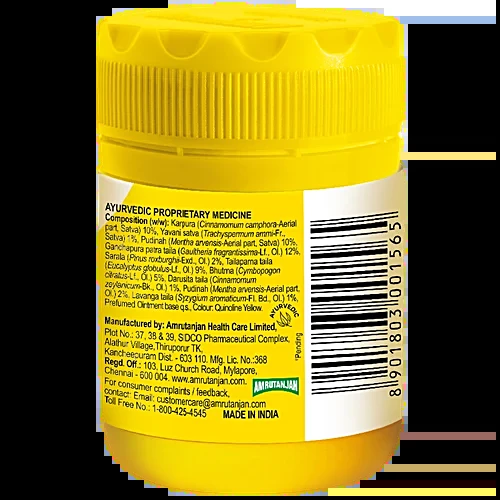 AYURVEDIC PROPRIETARY MEDICINE
Composition (w/w): Karpura (Cinnamomum camphora-Aerial
part, Satva) 10%, Yavani satva (Trachyspermum ammi-Fr.,
Satva) 1%, Pudinah (Mentha arvensis-Aerial part, Satva) 10%,
Ganchapura patra taila (Gaultheria fragrantissima-Lf., Ol.) 12%,
Sarala (Pinus roxburghii-Exd., Ol.) 2%, Tailapama taila
(Eucalyptus globulus-Lf., Ol.) 9%, Bhutrna (Cymbopogon
citratus-Lf., Ol.) 5%, Darusita taila (Cinnamomum
zeylanicum-Bk., Ol.) 1%, Pudinah (Mentha arvensis-Aerial part,
Ol.) 2%, Lavanga taila (Syzygium aromaticum-Fl. Bd., Ol.) 1%,
Prefumed Ointment base q.s., Colour: Quinoline Yellow.
AYURVEDIC
Manufactured by: Amrutanjan Health Care Limited,
Plot No.: 37, 38 & 39, SIDCO Pharmaceutical Complex,
Alathur Village, Thiruporur TK,
Kancheepuram Dist - 603 110. Mfg. Lic. No.:368
Regd. Off.: 103, Luz Church Road, Mylapore,
Chennai - 600 004. www.amrutanjan.com
For consumer complaints / feedback,
contact: Email: customercare@amrutanjan.com
Toll Free No.: 1-800-425-4545
MADE IN INDIA
AMRUTANJAN
*Pending
8901803001565